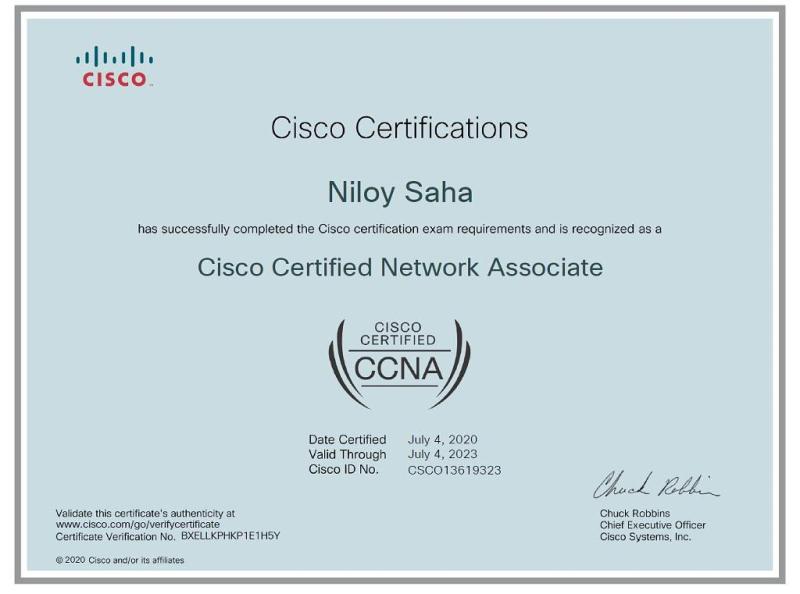 CISCO
Cisco Certifications
Niloy Saha
has successfully completed the Cisco certification exam requirements and is recognized as a
Cisco Certified Network Associate
CISCO
CERTIFIED
CCNA
Date Certified July 4, 2020
Valid Through July 4, 2023
Cisco ID No. CSCO13619323
Chuck Robbins
Validate this certificate's authenticity at
www.cisco.com/go/verifycertificate
Certificate Verification No. BXELLKPHKP1E1H5Y
Chuck Robbins
Chief Executive Officer
Cisco Systems, Inc.
© 2020 Cisco and/or its affiliates